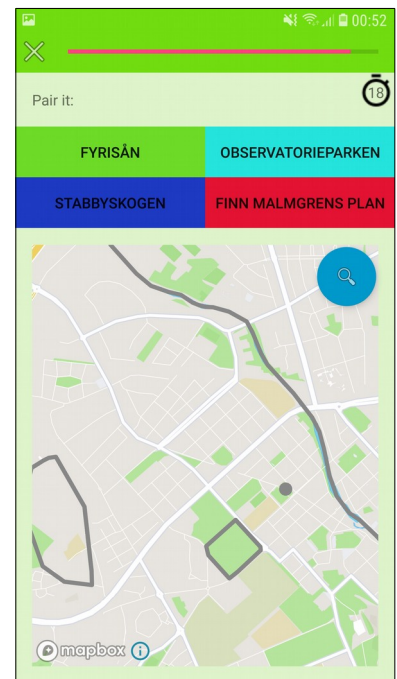 00:52
Pair it:
18
FYRISÅN
OBSERVATORIEPARKEN
STABBYSKOGEN
FINN MALMGRENS PLAN
mapbox